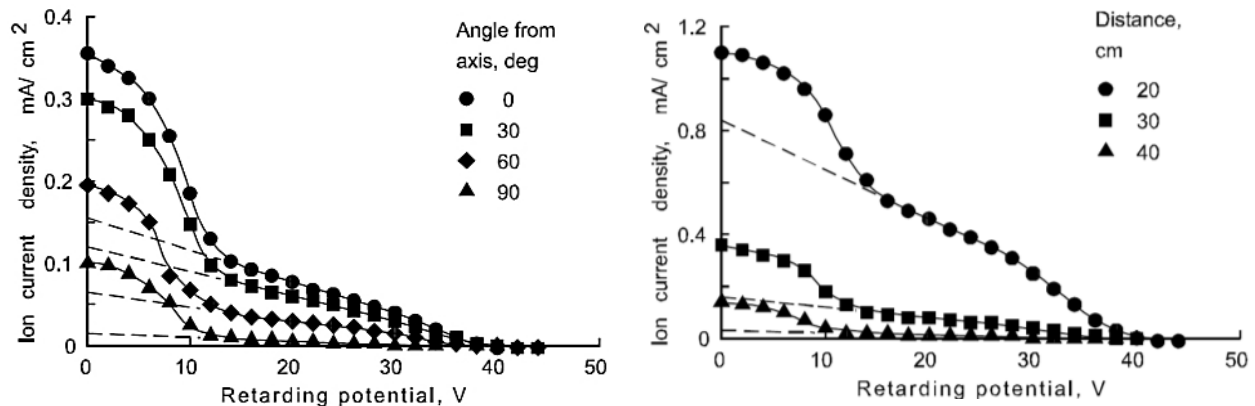 Ion current density, mA/ cm 2
0.4
0.3
0.2
0.1
0
0 10 20 30 40 50
Retarding potential, V
Angle from
axis, deg
0
30
60
90
Ion current density, mA/ cm 2
1.2
0.8
0.4
0
0 10 20 30 40 50
Retarding potential, V
Distance,
cm
20
30
40